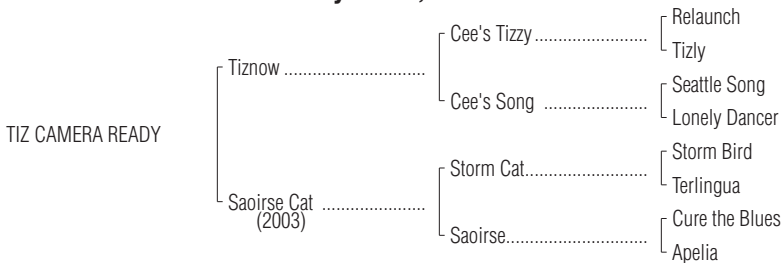 Relaunch
Cee's Tizzy
Tizly
Tiznow
Seattle Song
Cee's Song
Lonely Dancer
TIZ CAMERA READY
Storm Bird
Storm Cat
Terlingua
Saoirse Cat
(2003)
Cure the Blues
Saoirse
Apelia